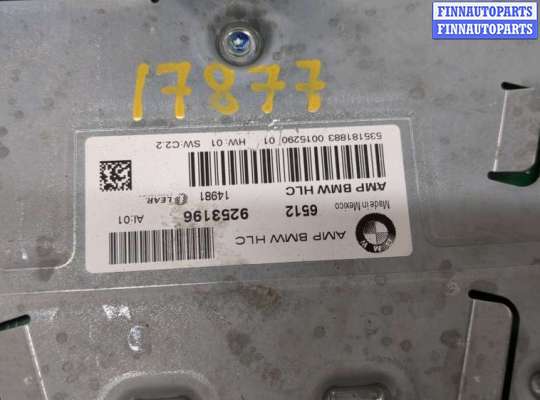 FINNAUTOPARTS
FINNAUTOPARTS
17877
AMP BMW HLC
6512 9253196 AI:01
Made in Mexico
AMP BMW HLC 14981 LEAR
535181883 0015290 01 HW:01 SW:C2.2
BMW